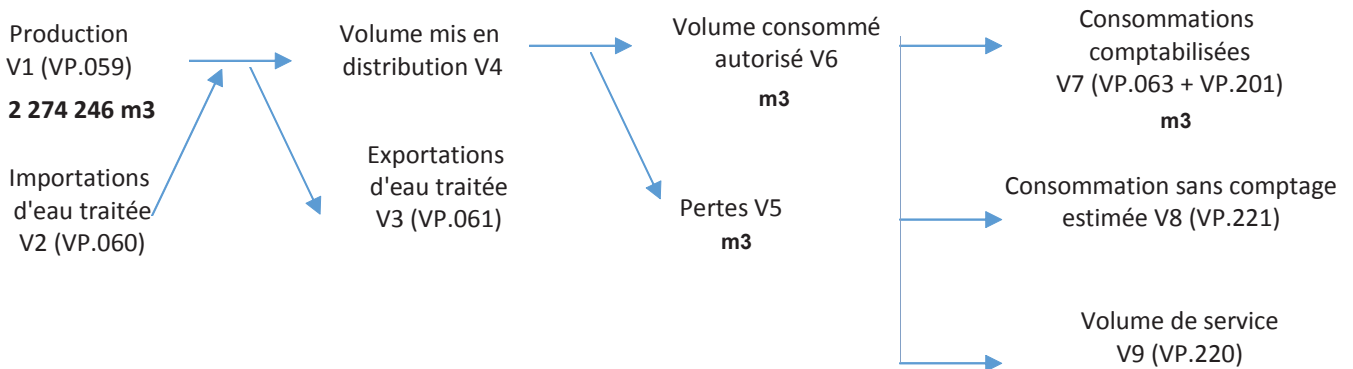 Production
V1 (VP.059)
2 274 246 m3
Importations
d'eau traitée
V2 (VP.060)
Volume mis en
distribution V4
Exportations
d'eau traitée
V3 (VP.061)
Volume consommé
autorisé V6
m3
Pertes V5
m3
Consommations
comptabilisées
V7 (VP.063 + VP.201)
m3
Consommation sans comptage
estimée V8 (VP.221)
Volume de service
V9 (VP.220)